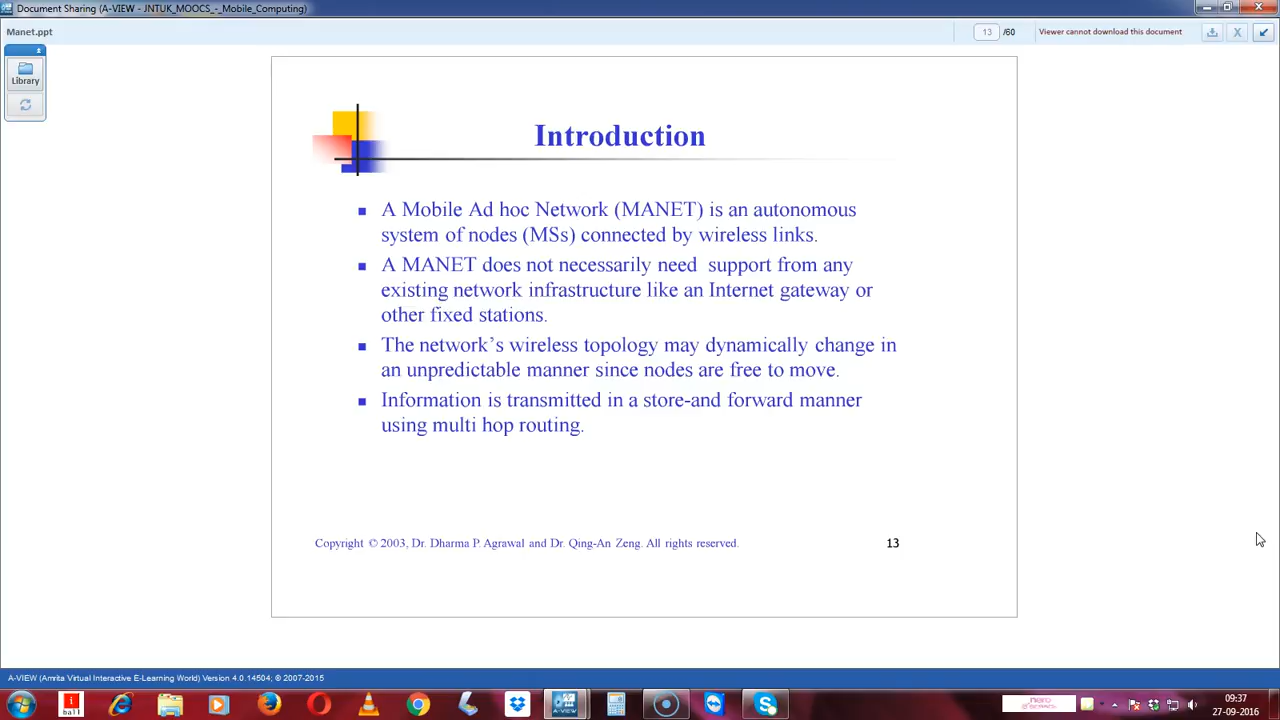 Document Sharing (A-VIEW - JNTUK_MOOCS_-_Mobile_Computing)
Manet.ppt
13 /60 Viewer cannot download this document
Library
Introduction
A Mobile Ad hoc Network (MANET) is an autonomous
system of nodes (MSs) connected by wireless links.
A MANET does not necessarily need support from any
existing network infrastructure like an Internet gateway or
other fixed stations.
The network's wireless topology may dynamically change in
an unpredictable manner since nodes are free to move.
Information is transmitted in a store-and forward manner
using multi hop routing.
Copyright © 2003, Dr. Dharma P. Agrawal and Dr. Qing-An Zeng. All rights reserved.
13
A-VIEW (Amrita Virtual Interactive E-Learning World) Version 4.0.14504; ® 2007-2015
i
ball
A-VIEW
09:37
27-09-2016